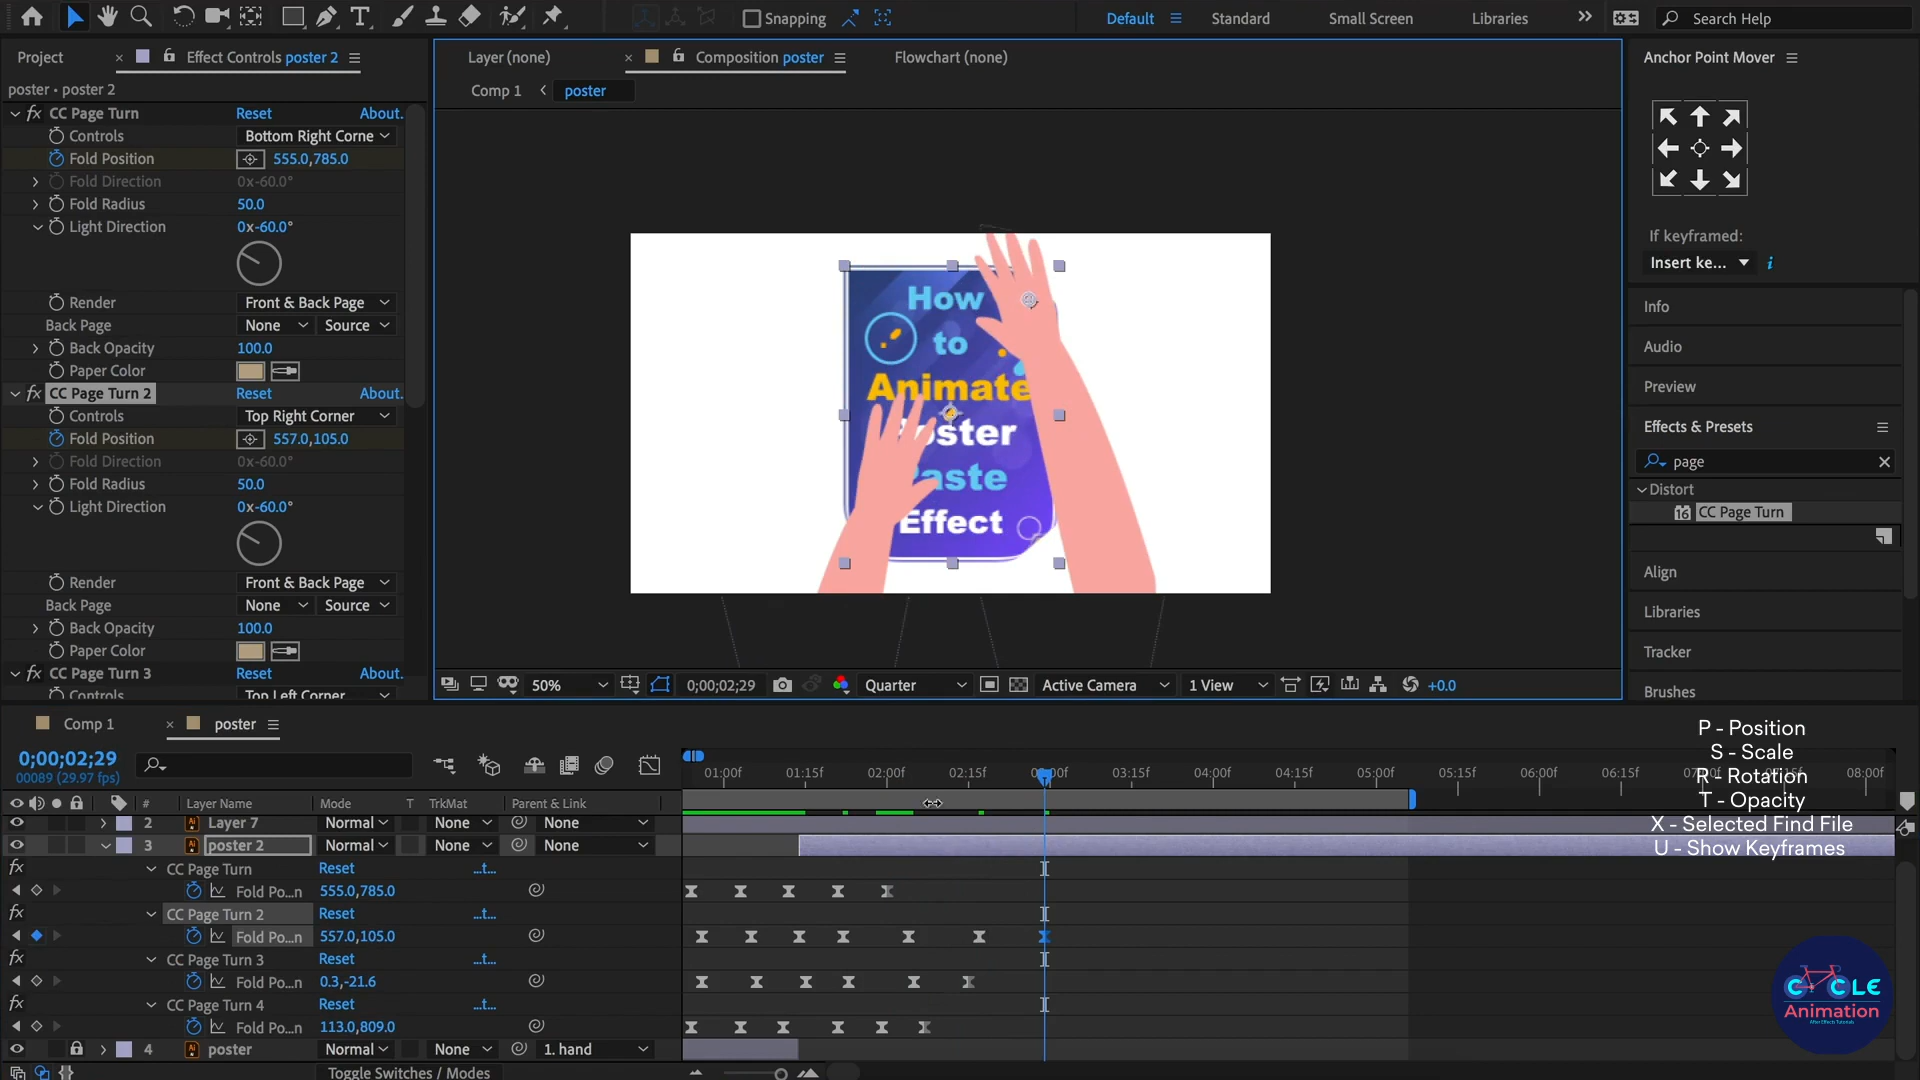 Snapping
Default
Standard
Small Screen
Libraries
Search Help
Project
Effect Controls poster 2
Layer (none)
Composition poster
Flowchart (none)
Anchor Point Mover
poster • poster 2
Comp 1
poster
CC Page Turn
Reset
About.
Controls
Bottom Right Corne
Fold Position
555.0,785.0
Fold Direction
0x-60.0°
Fold Radius
50.0
Light Direction
0x-60.0°
Render
Front & Back Page
Back Page
None
Source
Back Opacity
100.0
Paper Color
CC Page Turn 2
Reset
About.
Controls
Top Right Corner
Fold Position
557.0,105.0
Fold Direction
0x-60.0°
Fold Radius
50.0
Light Direction
0x-60.0°
Render
Front & Back Page
Back Page
None
Source
Back Opacity
100.0
Paper Color
CC Page Turn 3
Reset
About.
Controls
Top Left Corner
How
to
Animate
oster
aste
Effect
If keyframed:
Insert ke...
Info
Audio
Preview
Effects & Presets
page
Distort
16
CC Page Turn
Align
Libraries
Tracker
Brushes
50%
0;00;02;29
Quarter
Active Camera
1 View
+0.0
Comp 1
poster
0;00;02;29
00089 (29.97 fps)
01:00f
01:15f
02:00f
02:15f
03:15f
04:00f
04:15f
05:00f
05:15f
06:00f
06:15f
08:00f
P - Position
S - Scale
R - Rotation
T - Opacity
X - Selected Find File
U - Show Keyframes
#
Layer Name
Mode
T
TrkMat
Parent & Link
2
Layer 7
Normal
None
None
3
poster 2
Normal
None
None
CC Page Turn
Reset
...t...
Fold Po...n
555.0,785.0
CC Page Turn 2
Reset
...t...
Fold Po...n
557.0,105.0
CC Page Turn 3
Reset
...t...
Fold Po...n
0.3,-21.6
CC Page Turn 4
Reset
...t...
Fold Po...n
113.0,809.0
4
poster
Normal
None
1. hand
Toggle Switches / Modes
C CLE
Animation
After Effects Tutorials